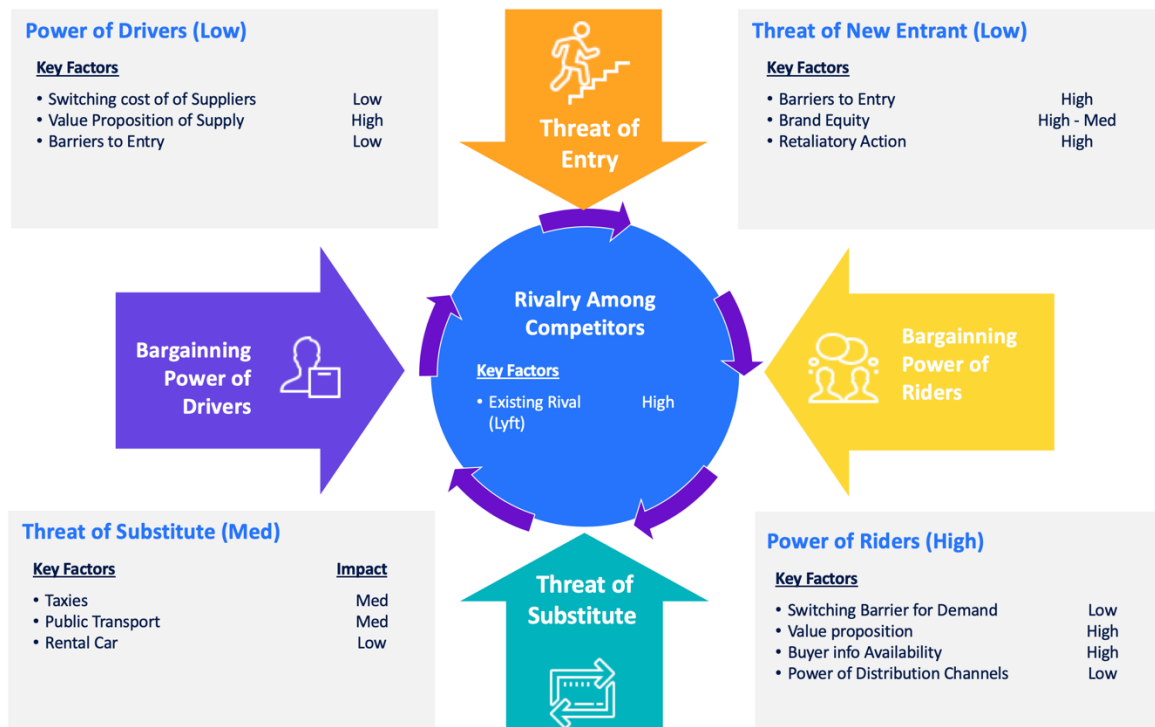 Power of Drivers (Low)
Key Factors
• Switching cost of of Suppliers Low
• Value Proposition of Supply High
• Barriers to Entry Low
Threat of
Entry
Threat of New Entrant (Low)
Key Factors
• Barriers to Entry High
• Brand Equity High - Med
• Retaliatory Action High
Bargainning
Power of
Drivers
Rivalry Among
Competitors
Key Factors
• Existing Rival High
(Lyft)
Bargainning
Power of
Riders
Threat of Substitute (Med)
Key Factors Impact
• Taxies Med
• Public Transport Med
• Rental Car Low
Threat of
Substitute
Power of Riders (High)
Key Factors
• Switching Barrier for Demand Low
• Value proposition High
• Buyer info Availability High
• Power of Distribution Channels Low